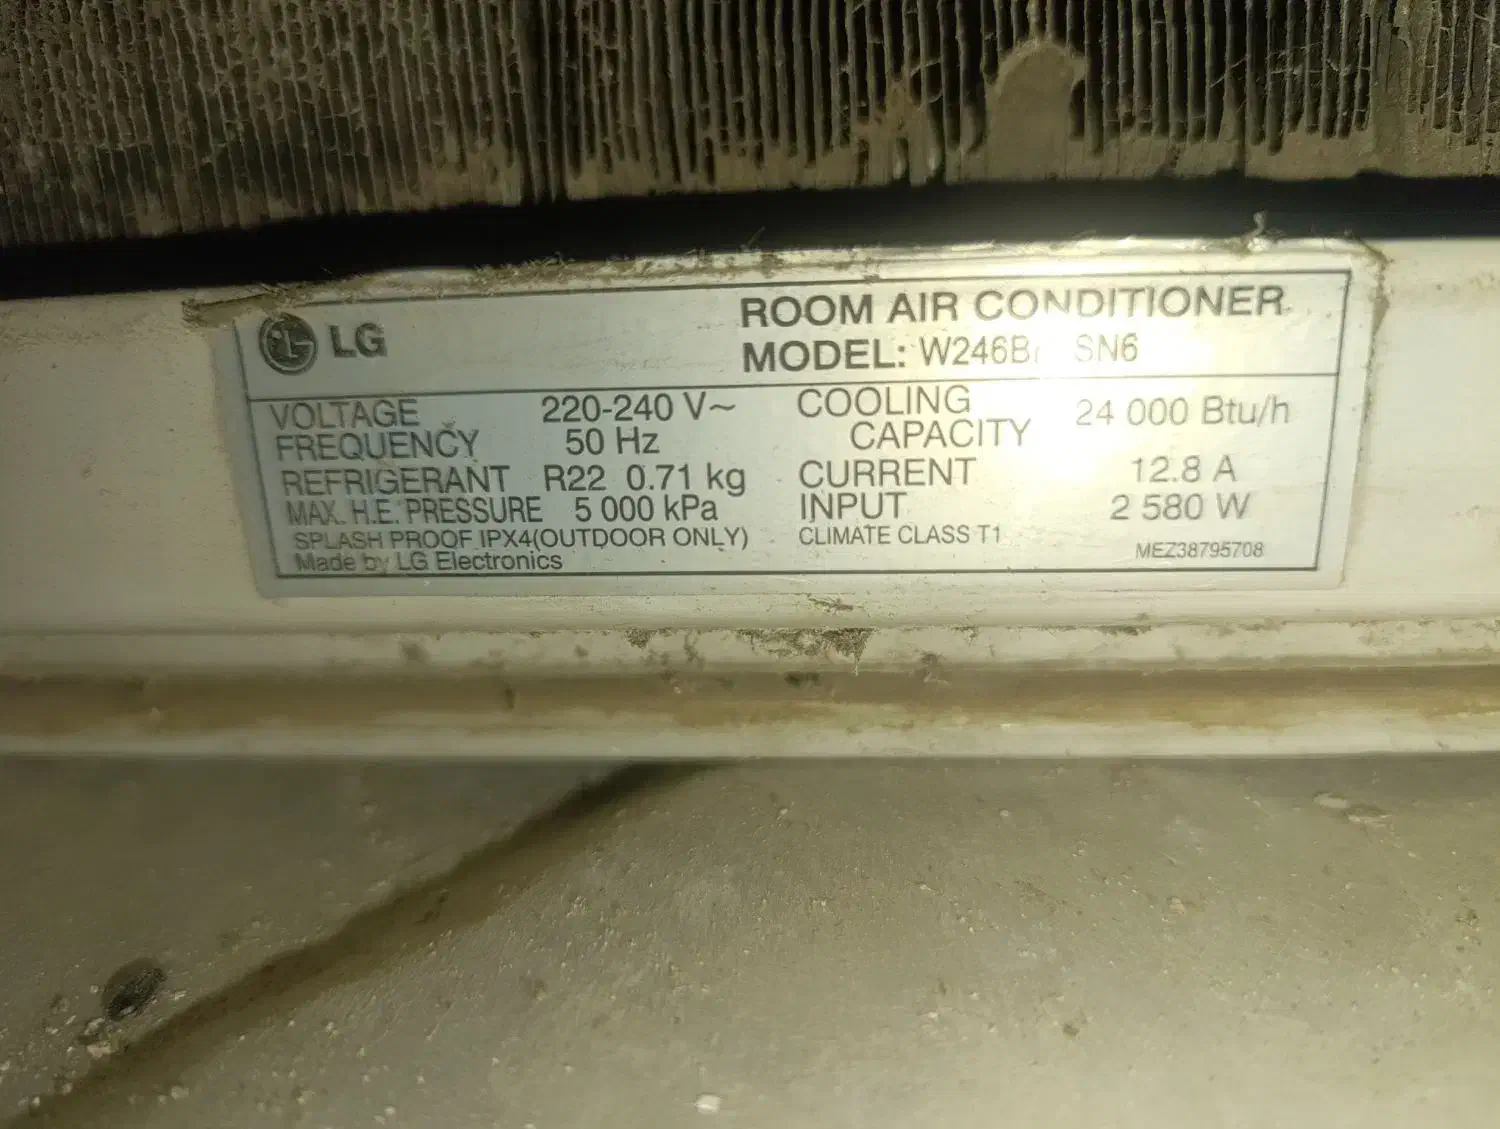 LG
ROOM AIR CONDITIONER
MODEL: SN6
VOLTAGE 220-240 V~
FREQUENCY 50 Hz
REFRIGERANT R22 0.71 kg
MAX. H.E. PRESSURE 5 000 kPa
SPLASH PROOF IPX4(OUTDOOR ONLY)
Made by LG Electronics
COOLING
CAPACITY 24 000 Btu/h
CURRENT 12.8 A
INPUT 2 580 W
CLIMATE CLASS T1
MEZ38795708